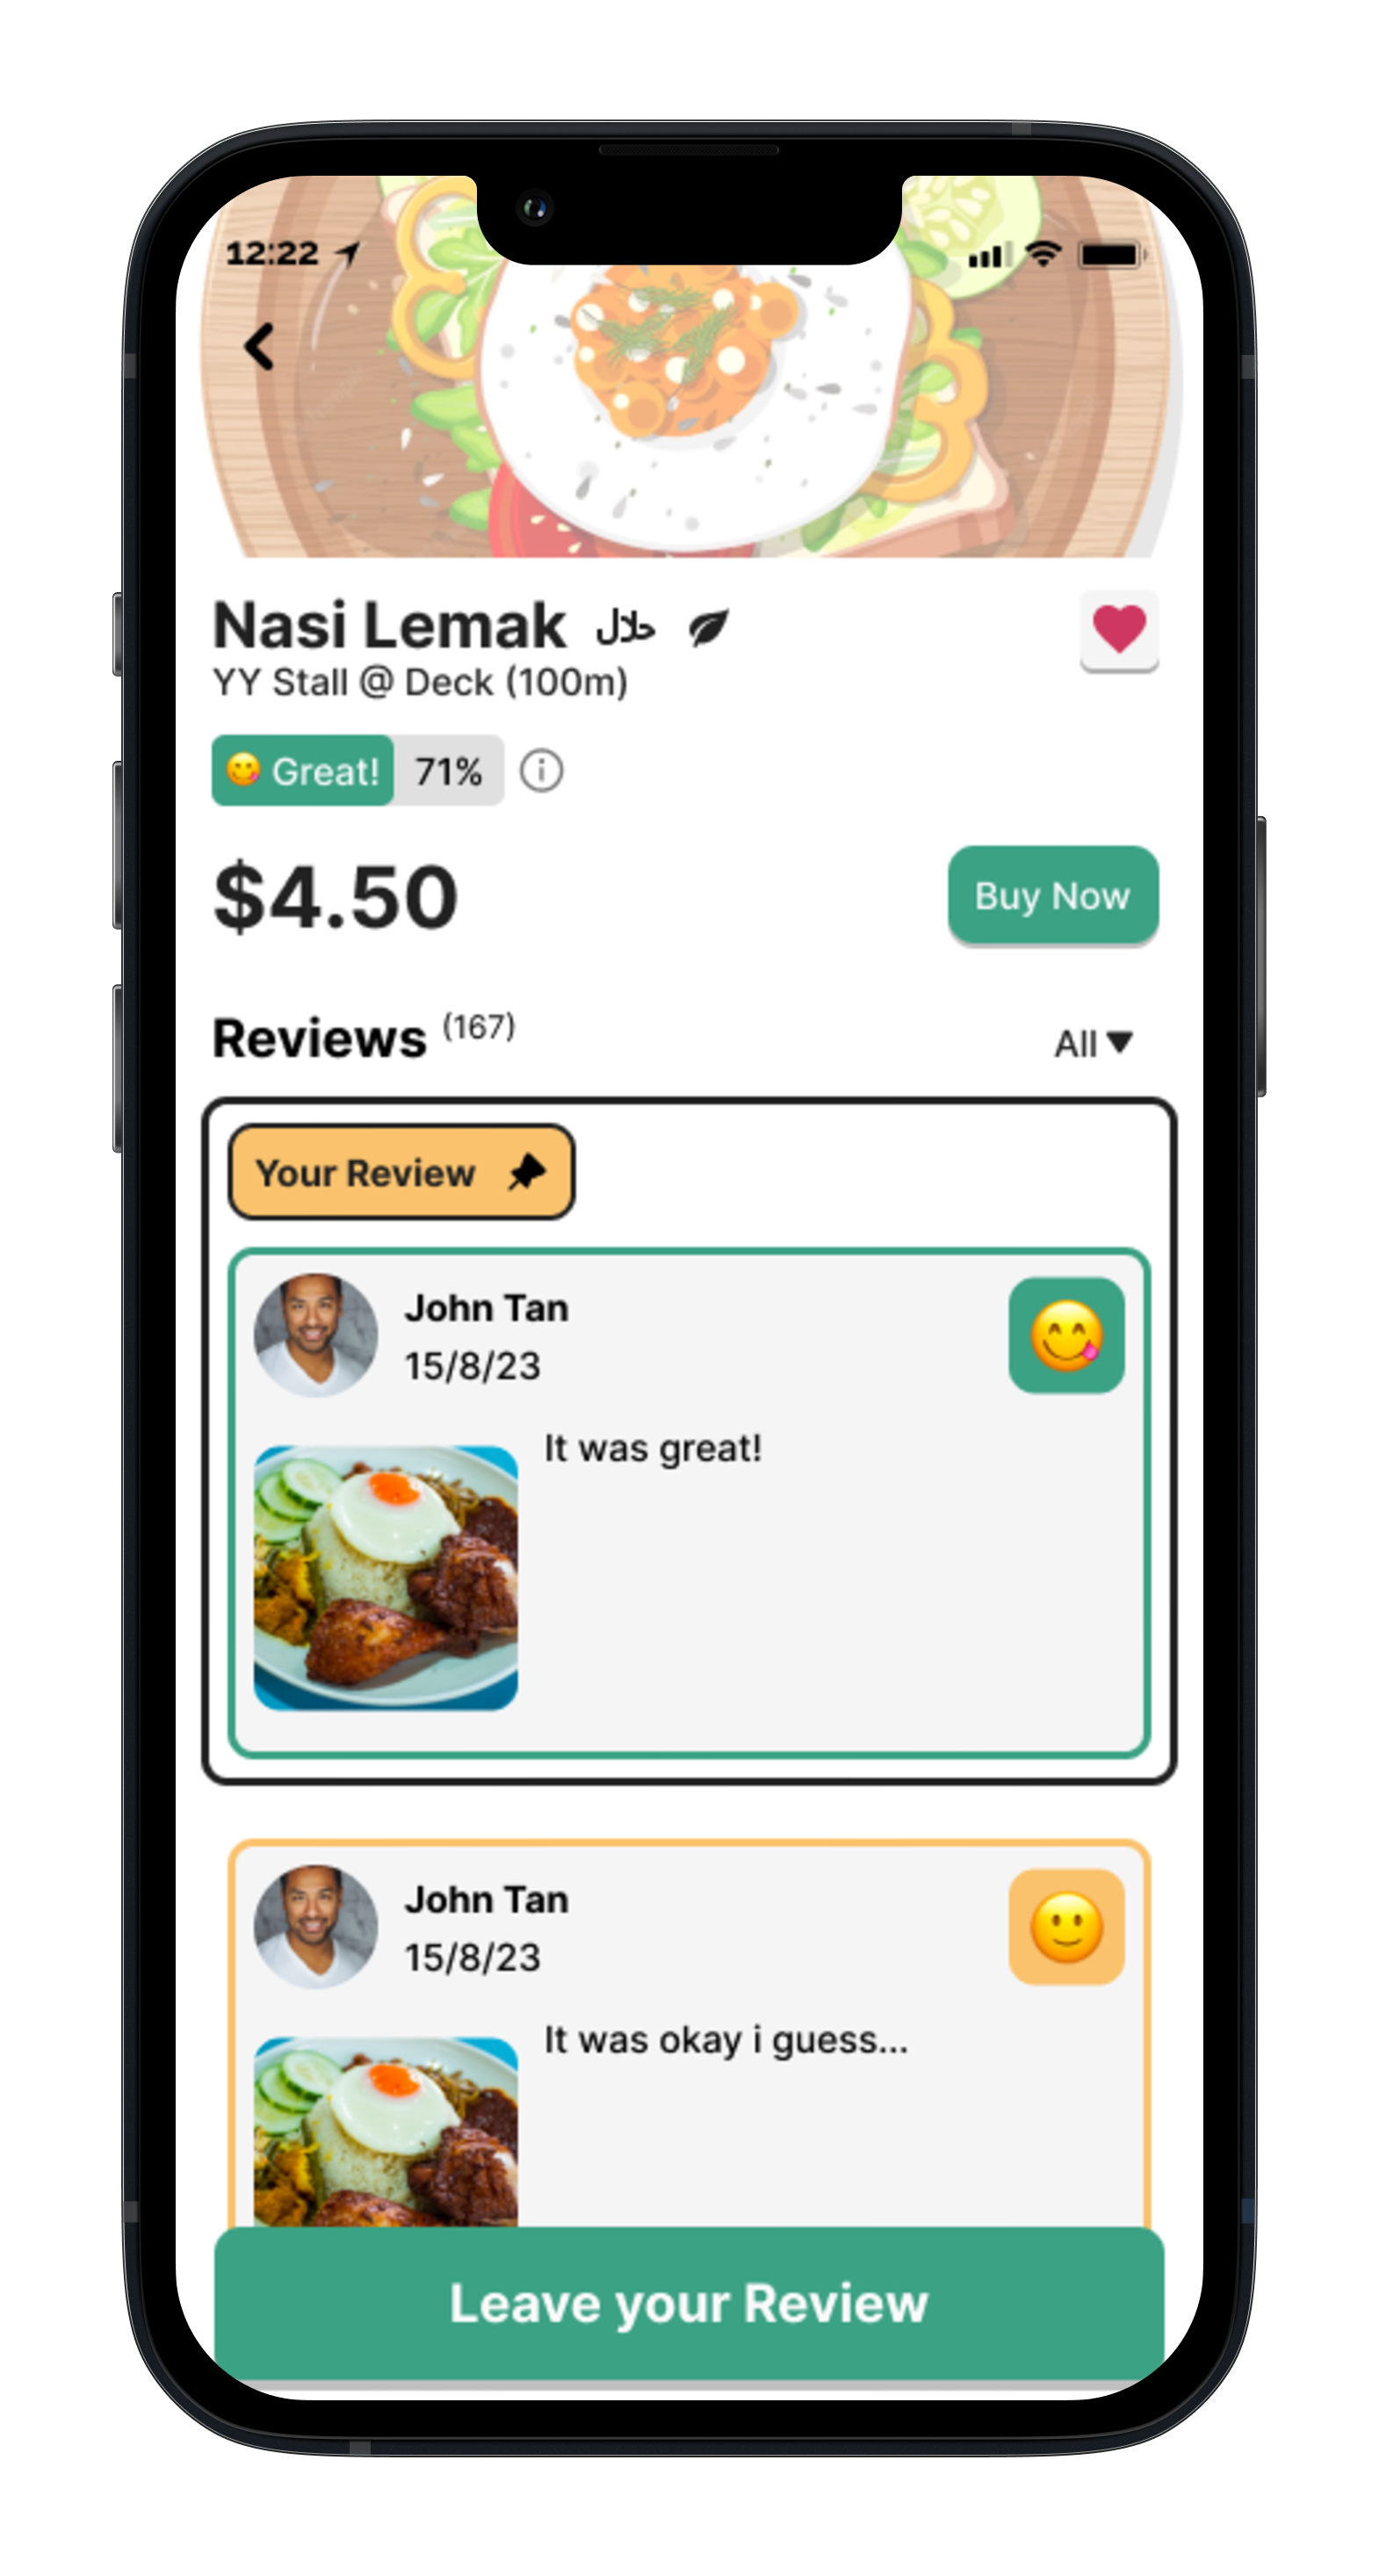 12:22
Nasi Lemak حلال
YY Stall @ Deck (100m)
😋 Great! 71%
$4.50
Buy Now
Reviews (167)
All ▼
Your Review
John Tan
15/8/23
It was great!
John Tan
15/8/23
It was okay i guess...
Leave your Review